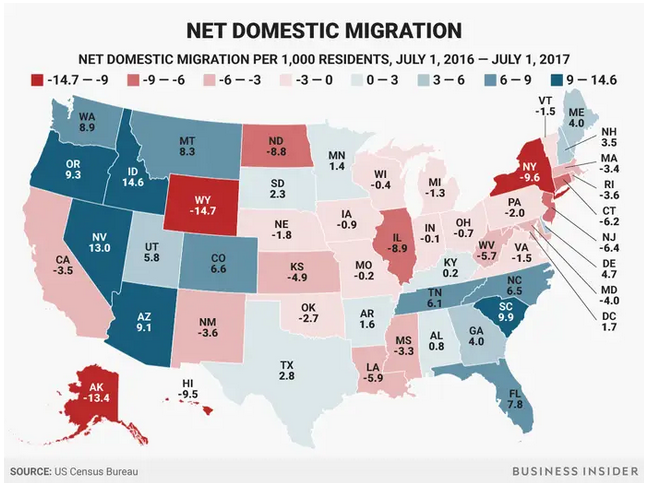 NET DOMESTIC MIGRATION
NET DOMESTIC MIGRATION PER 1,000 RESIDENTS, JULY 1, 2016 — JULY 1, 2017
-14.7 — -9
-9 — -6
-6 — -3
-3 — 0
0 — 3
3 — 6
6 — 9
9 — 14.6
WA
8.9
OR
9.3
ID
14.6
MT
8.3
WY
-14.7
NV
13.0
UT
5.8
CO
6.6
CA
-3.5
AZ
9.1
NM
-3.6
AK
-13.4
HI
-9.5
ND
-8.8
SD
2.3
NE
-1.8
KS
-4.9
OK
-2.7
TX
2.8
MN
1.4
IA
-0.9
MO
-0.2
AR
1.6
LA
-5.9
WI
-0.4
IL
-8.9
MI
-1.3
IN
-0.1
OH
-0.7
KY
0.2
TN
6.1
MS
-3.3
AL
0.8
GA
4.0
FL
7.8
SC
9.9
NC
6.5
WV
-5.7
VA
-1.5
PA
-2.0
NY
-9.6
VT
-1.5
ME
4.0
NH
3.5
MA
-3.4
RI
-3.6
CT
-6.2
NJ
-6.4
DE
4.7
MD
-4.0
DC
1.7
SOURCE: US Census Bureau
BUSINESS INSIDER